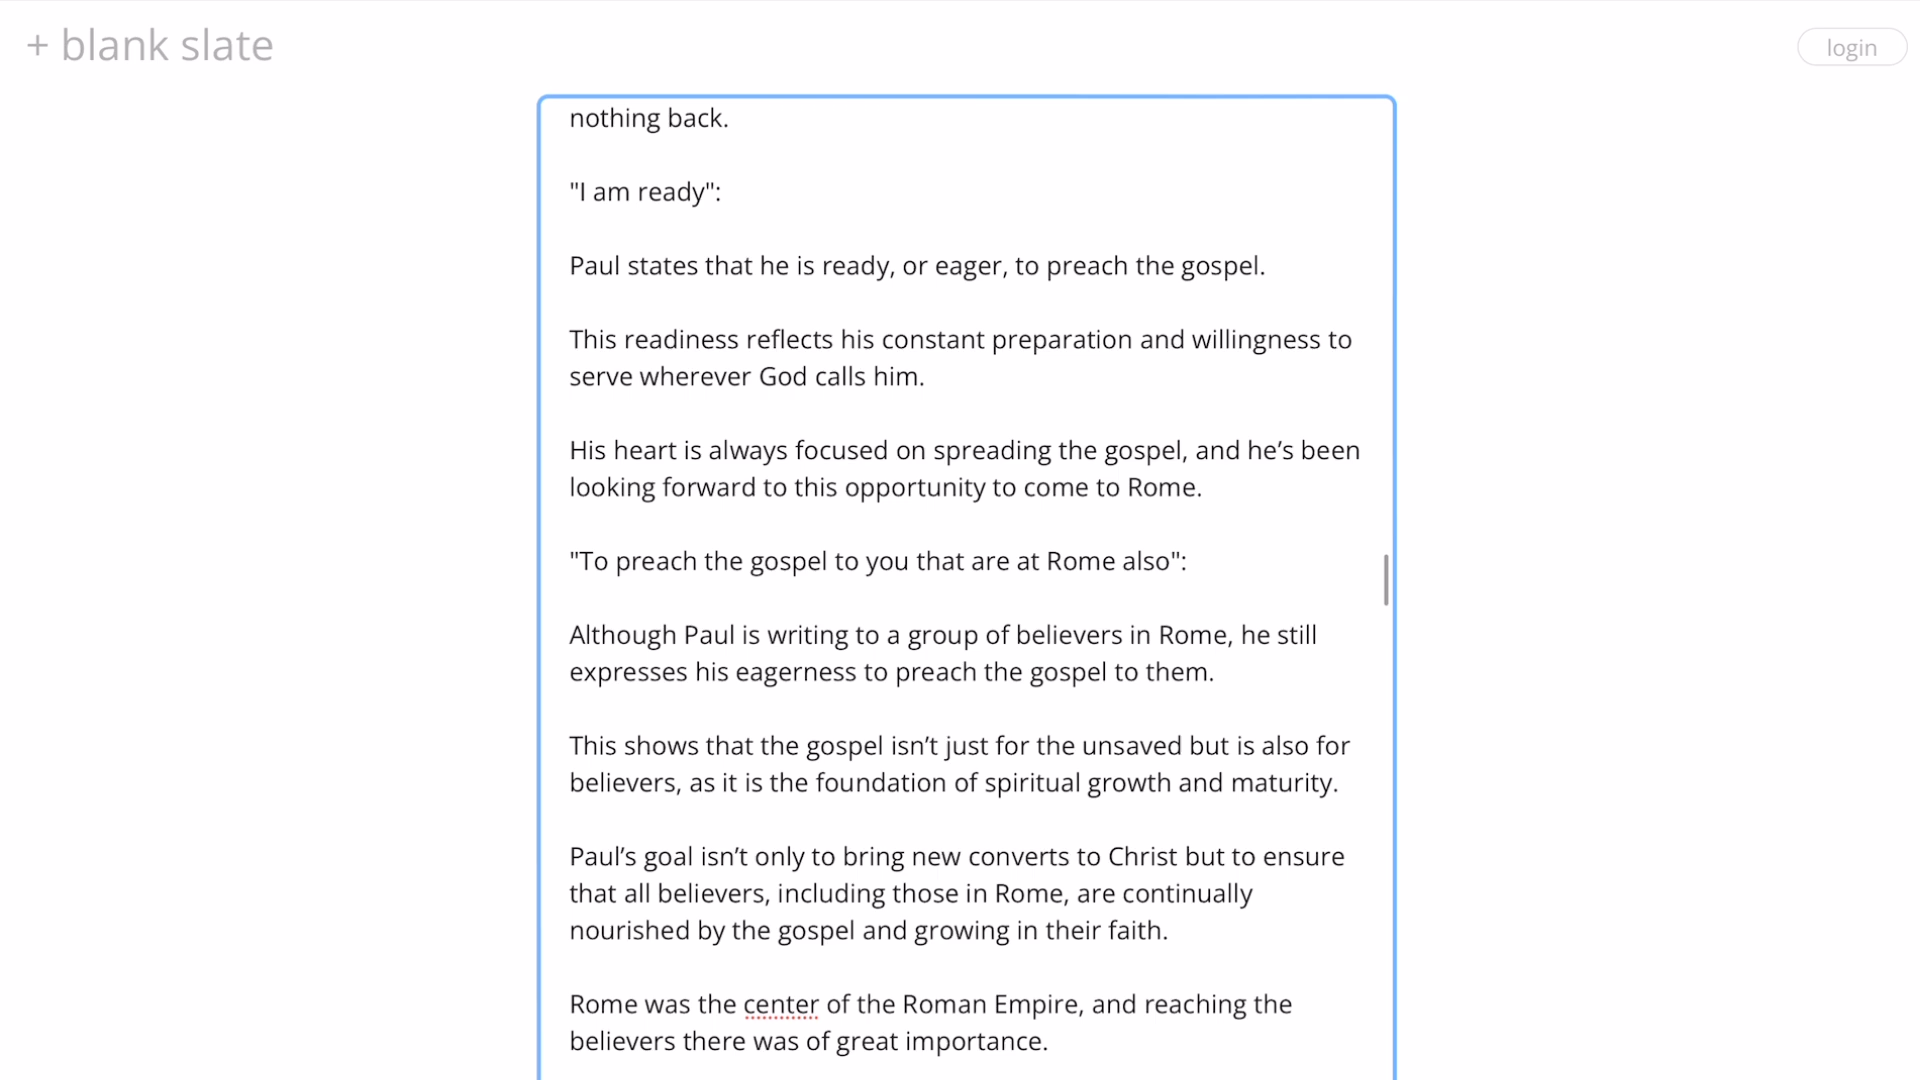 + blank slate
login
nothing back.
"I am ready":
Paul states that he is ready, or eager, to preach the gospel.
This readiness reflects his constant preparation and willingness to
serve wherever God calls him.
His heart is always focused on spreading the gospel, and he’s been
looking forward to this opportunity to come to Rome.
"To preach the gospel to you that are at Rome also":
Although Paul is writing to a group of believers in Rome, he still
expresses his eagerness to preach the gospel to them.
This shows that the gospel isn’t just for the unsaved but is also for
believers, as it is the foundation of spiritual growth and maturity.
Paul’s goal isn’t only to bring new converts to Christ but to ensure
that all believers, including those in Rome, are continually
nourished by the gospel and growing in their faith.
Rome was the center of the Roman Empire, and reaching the
believers there was of great importance.